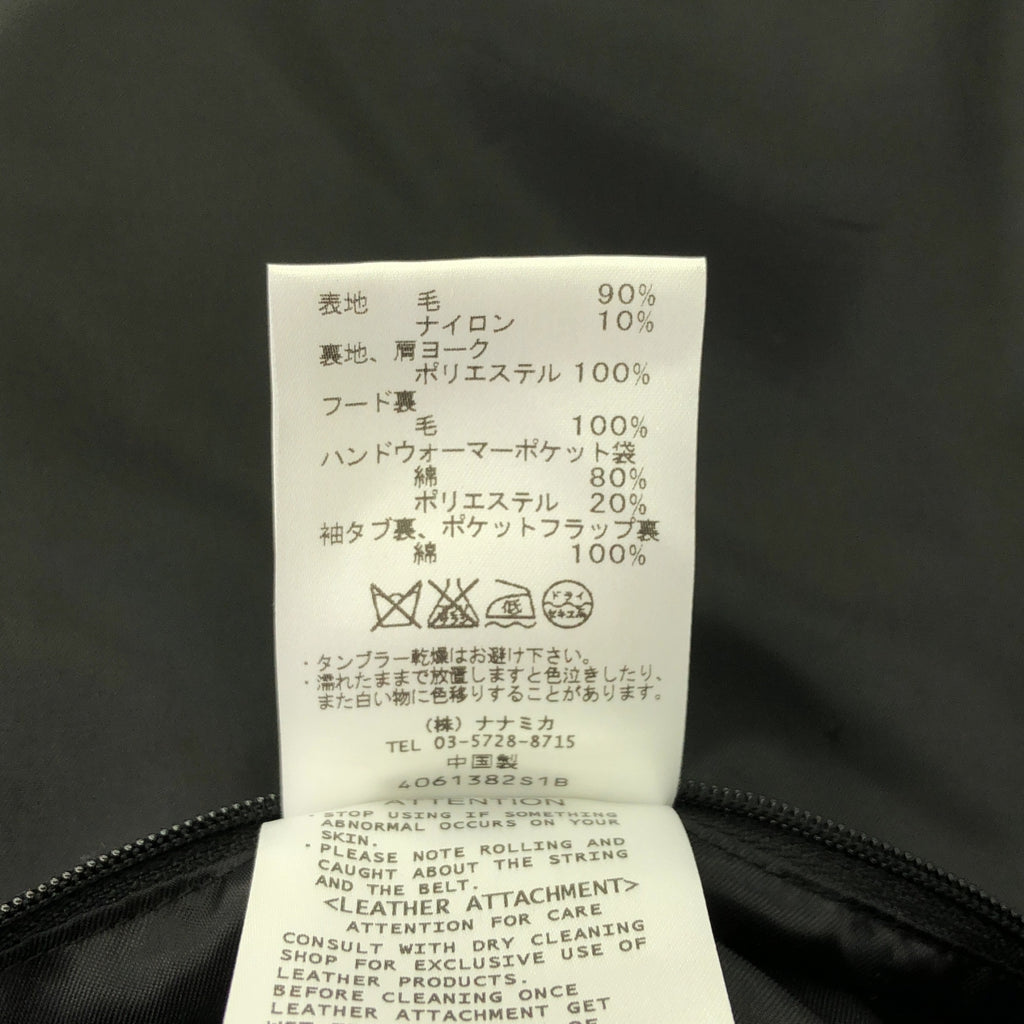 表地 毛 90%
ナイロン 10%
裏地、肩ヨーク
ポリエステル 100%
フード裏
毛 100%
ハンドウォーマーポケット袋
綿 80%
ポリエステル 20%
袖タブ裏、ポケットフラップ裏
綿 100%
低 ドライ セキユ系
・タンブラー乾燥はお避け下さい。
・濡れたままで放置しますと色泣きしたり、
また白い物に色移りすることがあります。
(株)ナナミカ
TEL 03-5728-8715
中国製
4061382S1B
ATTENTION
・STOP USING IF SOMETHING
ABNORMAL OCCURS ON YOUR
SKIN.
・PLEASE NOTE ROLLING AND
CAUGHT ABOUT THE STRING
AND THE BELT.
<LEATHER ATTACHMENT>
ATTENTION FOR CARE
CONSULT WITH DRY CLEANING
SHOP FOR EXCLUSIVE USE OF
LEATHER PRODUCTS.
BEFORE CLEANING ONCE
LEATHER ATTACHMENT GET